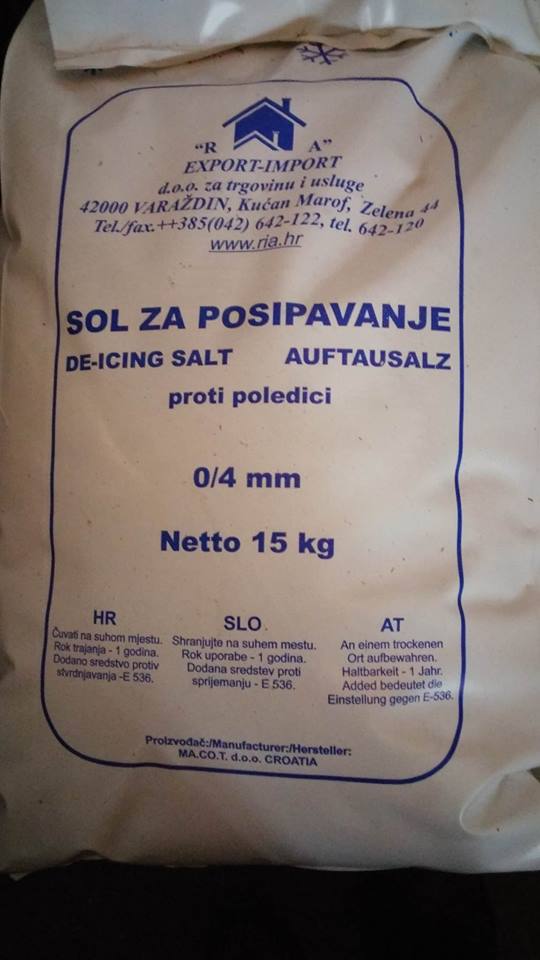 "R A"
EXPORT-IMPORT
d.o.o. za trgovinu i usluge
42000 VARAŽDIN, Kućan Marof, Zelena 44
Tel./fax.++385(042) 642-122, tel. 642-120
www.ria.hr
SOL ZA POSIPAVANJE
DE-ICING SALT AUFTAUSALZ
proti poledici
0/4 mm
Netto 15 kg
HR
Čuvati na suhom mjestu.
Rok trajanja - 1 godina.
Dodano sredstvo protiv
stvrdnjavanja -E 536.
SLO
Shranjujte na suhem mestu.
Rok uporabe - 1 godina.
Dodana sredstev proti
sprijemanju - E 536.
AT
An einem trockenen
Ort aufbewahren.
Haltbarkeit - 1 Jahr.
Added bedeutet die
Einstellung gegen E-536.
Proizvođač:/Manufacturer:/Hersteller:
MA.CO.T. d.o.o. CROATIA